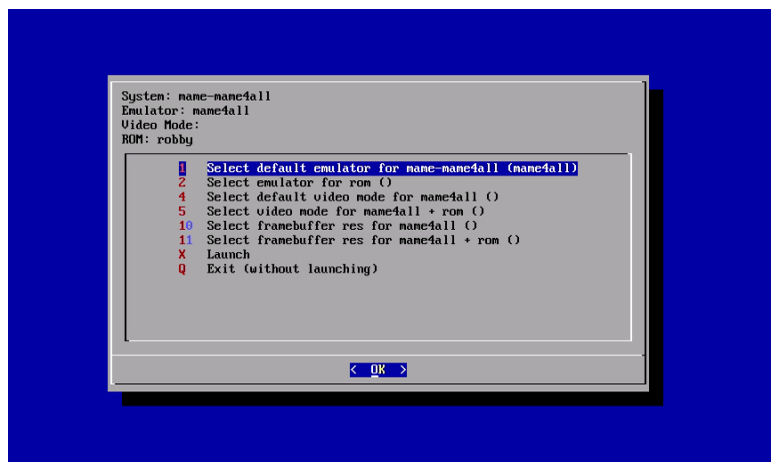 System: mame-mame4all
Emulator: mame4all
Video Mode:
ROM: robby
1 Select default emulator for mame-mame4all (mame4all)
2 Select emulator for rom ()
4 Select default video mode for mame4all ()
5 Select video mode for mame4all + rom ()
10 Select framebuffer res for mame4all ()
11 Select framebuffer res for mame4all + rom ()
X Launch
Q Exit (without launching)
< OK >